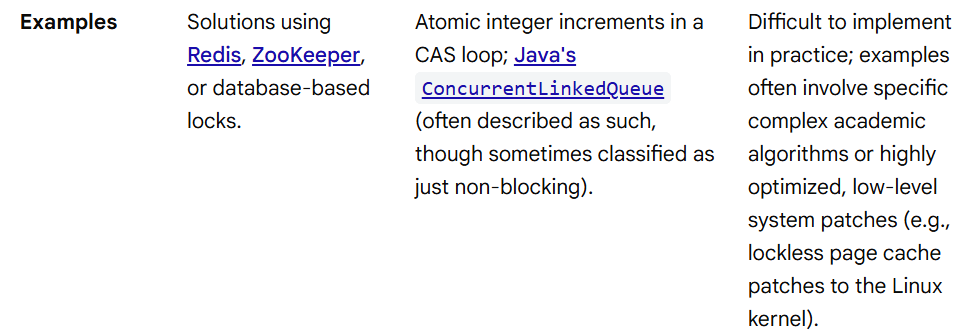 Examples
Solutions using
Redis, ZooKeeper,
or database-based
locks.
Atomic integer increments in a
CAS loop; Java's
ConcurrentLinkedQueue
(often described as such,
though sometimes classified as
just non-blocking).
Difficult to implement
in practice; examples
often involve specific
complex academic
algorithms or highly
optimized, low-level
system patches (e.g.,
lockless page cache
patches to the Linux
kernel).